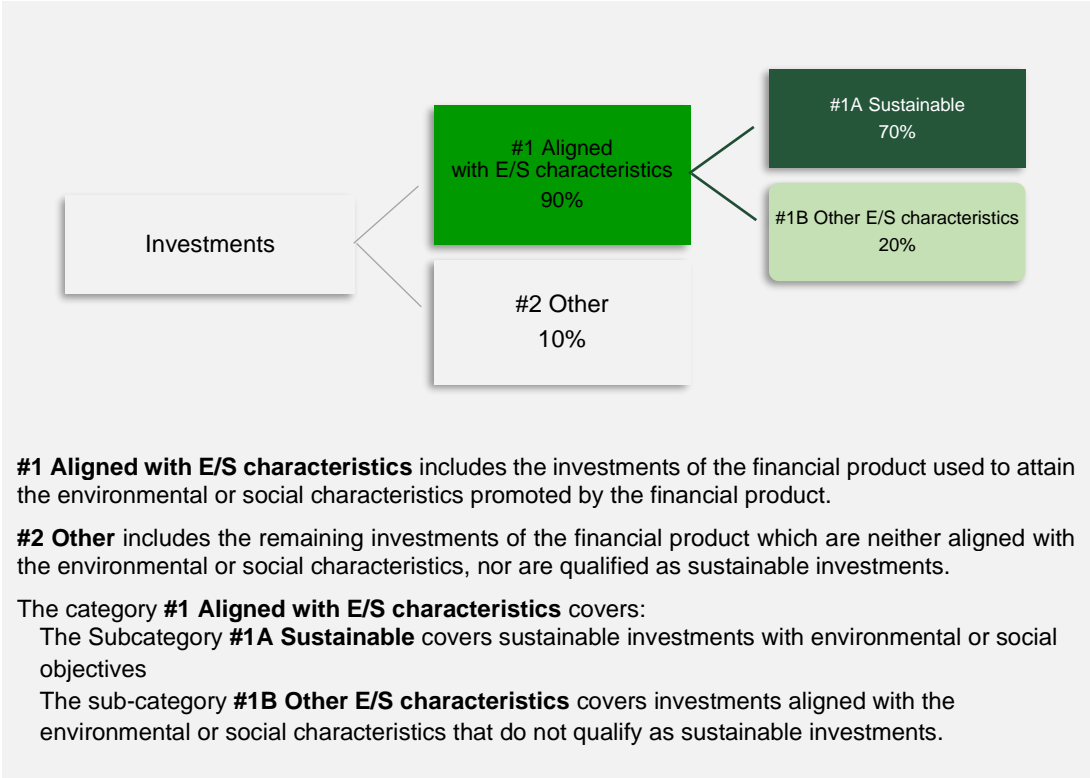 #1A Sustainable
70%
#1 Aligned
with E/S characteristics
90%
#1B Other E/S characteristics
20%
Investments
#2 Other
10%
#1 Aligned with E/S characteristics includes the investments of the financial product used to attain
the environmental or social characteristics promoted by the financial product.
#2 Other includes the remaining investments of the financial product which are neither aligned with
the environmental or social characteristics, nor are qualified as sustainable investments.
The category #1 Aligned with E/S characteristics covers:
The Subcategory #1A Sustainable covers sustainable investments with environmental or social
objectives
The sub-category #1B Other E/S characteristics covers investments aligned with the
environmental or social characteristics that do not qualify as sustainable investments.